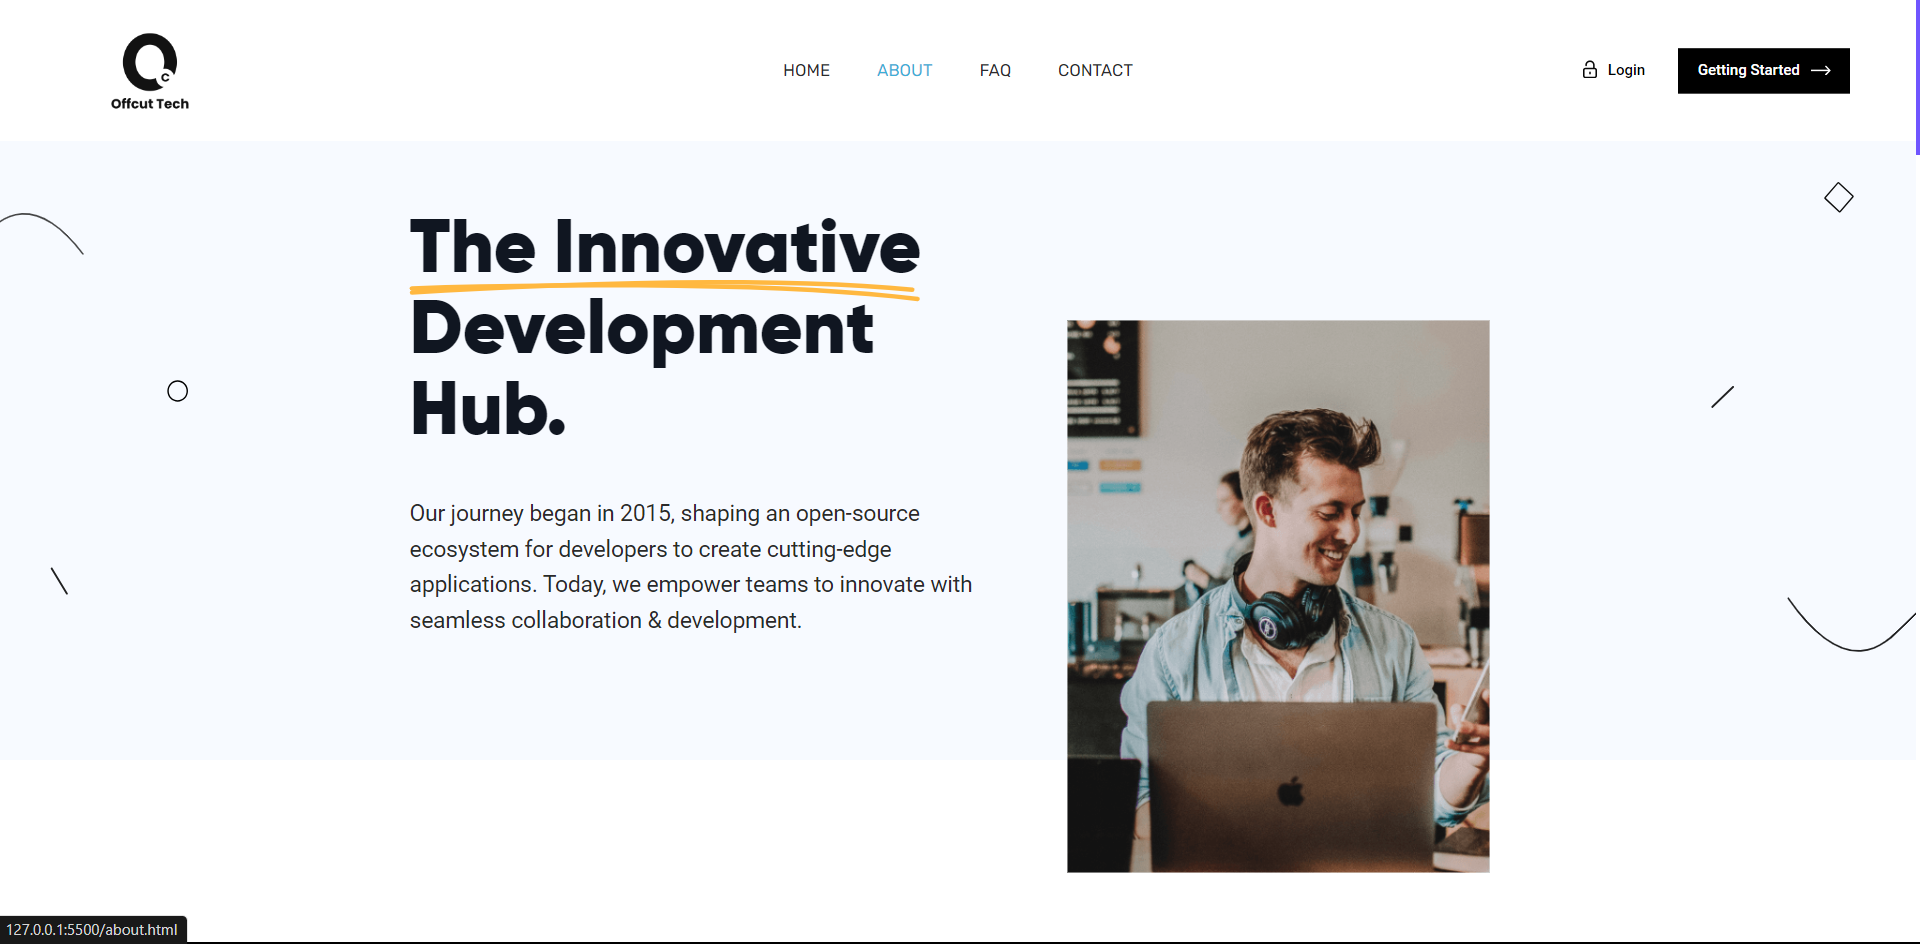 C
Offcut Tech
HOME ABOUT FAQ CONTACT
Login
Getting Started
The Innovative
Development
Hub.
Our journey began in 2015, shaping an open-source
ecosystem for developers to create cutting-edge
applications. Today, we empower teams to innovate with
seamless collaboration & development.
127.0.0.1:5500/about.html